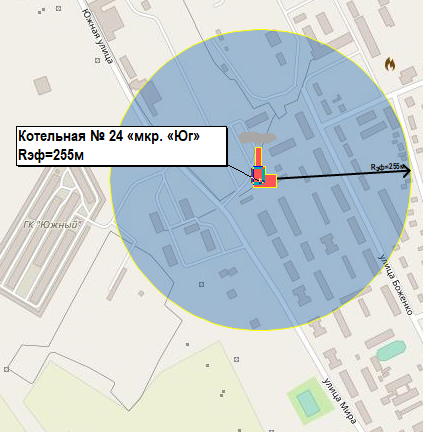 Южная улица
Котельная № 24 «мкр. «Юг»
Rэф=255м
Rэф=255м
ГК "Южный"
улица Боженко
улица Мира